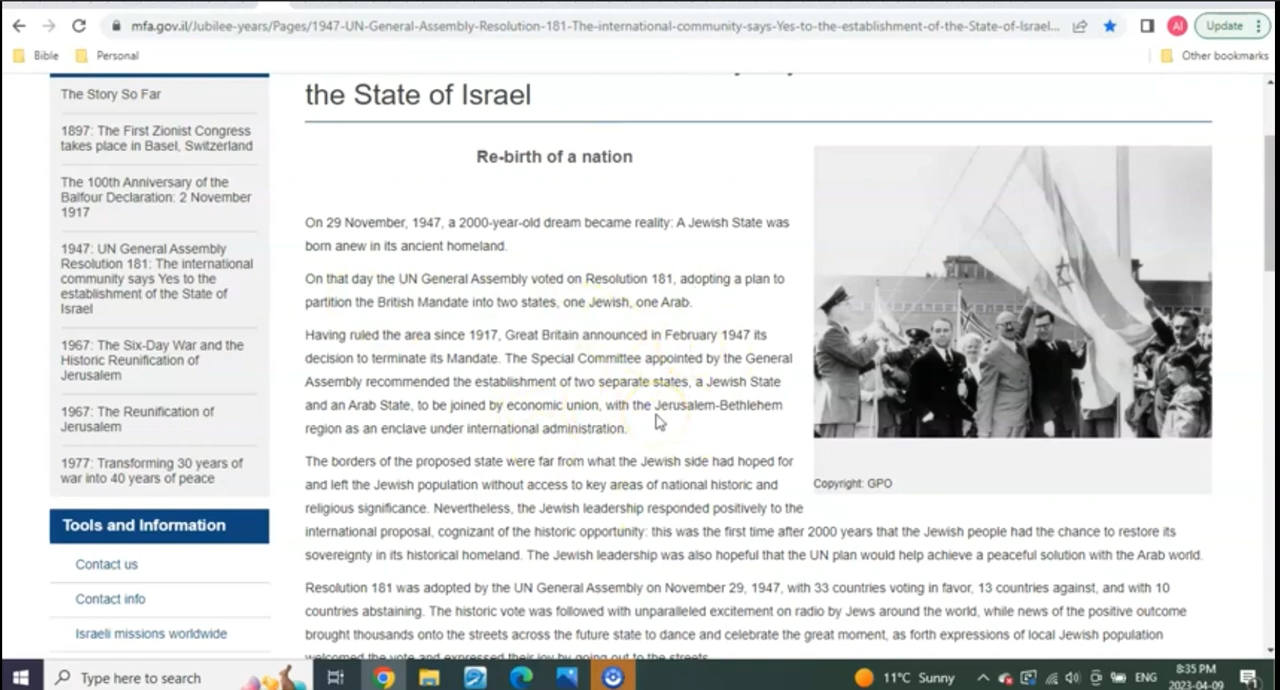 mfa.gov.il/Jubilee-years/Pages/1947-UN-General-Assembly-Resolution-181-The-international-community-says-Yes-to-the-establishment-of-the-State-of-Israel...
AI
Update
Bible
Personal
Other bookmarks
The Story So Far
1897: The First Zionist Congress
takes place in Basel, Switzerland
The 100th Anniversary of the
Balfour Declaration: 2 November
1917
1947: UN General Assembly
Resolution 181: The international
community says Yes to the
establishment of the State of
Israel
1967: The Six-Day War and the
Historic Reunification of
Jerusalem
1967: The Reunification of
Jerusalem
1977: Transforming 30 years of
war into 40 years of peace
Tools and Information
Contact us
Contact info
Israeli missions worldwide
the State of Israel
Re-birth of a nation
On 29 November, 1947, a 2000-year-old dream became reality: A Jewish State was
born anew in its ancient homeland.
On that day the UN General Assembly voted on Resolution 181, adopting a plan to
partition the British Mandate into two states, one Jewish, one Arab.
Having ruled the area since 1917, Great Britain announced in February 1947 its
decision to terminate its Mandate. The Special Committee appointed by the General
Assembly recommended the establishment of two separate states, a Jewish State
and an Arab State, to be joined by economic union, with the Jerusalem-Bethlehem
region as an enclave under international administration.
Copyright: GPO
The borders of the proposed state were far from what the Jewish side had hoped for
and left the Jewish population without access to key areas of national historic and
religious significance. Nevertheless, the Jewish leadership responded positively to the
international proposal, cognizant of the historic opportunity: this was the first time after 2000 years that the Jewish people had the chance to restore its
sovereignty in its historical homeland. The Jewish leadership was also hopeful that the UN plan would help achieve a peaceful solution with the Arab world.
Resolution 181 was adopted by the UN General Assembly on November 29, 1947, with 33 countries voting in favor, 13 countries against, and with 10
countries abstaining. The historic vote was followed with unparalleled excitement on radio by Jews around the world, while news of the positive outcome
brought thousands onto the streets across the future state to dance and celebrate the great moment, as forth expressions of local Jewish population
welcomed the vote and expressed their joy by going out to the streets.
Type here to search
11°C Sunny
ENG
8:35 PM
2023-04-09